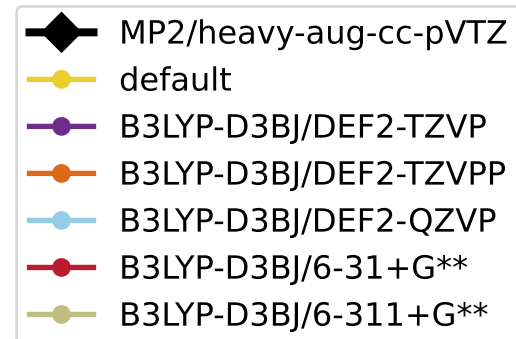 MP2/heavy-aug-cc-pVTZ
default
B3LYP-D3BJ/DEF2-TZVP
B3LYP-D3BJ/DEF2-TZVPP
B3LYP-D3BJ/DEF2-QZVP
B3LYP-D3BJ/6-31+G**
B3LYP-D3BJ/6-311+G**